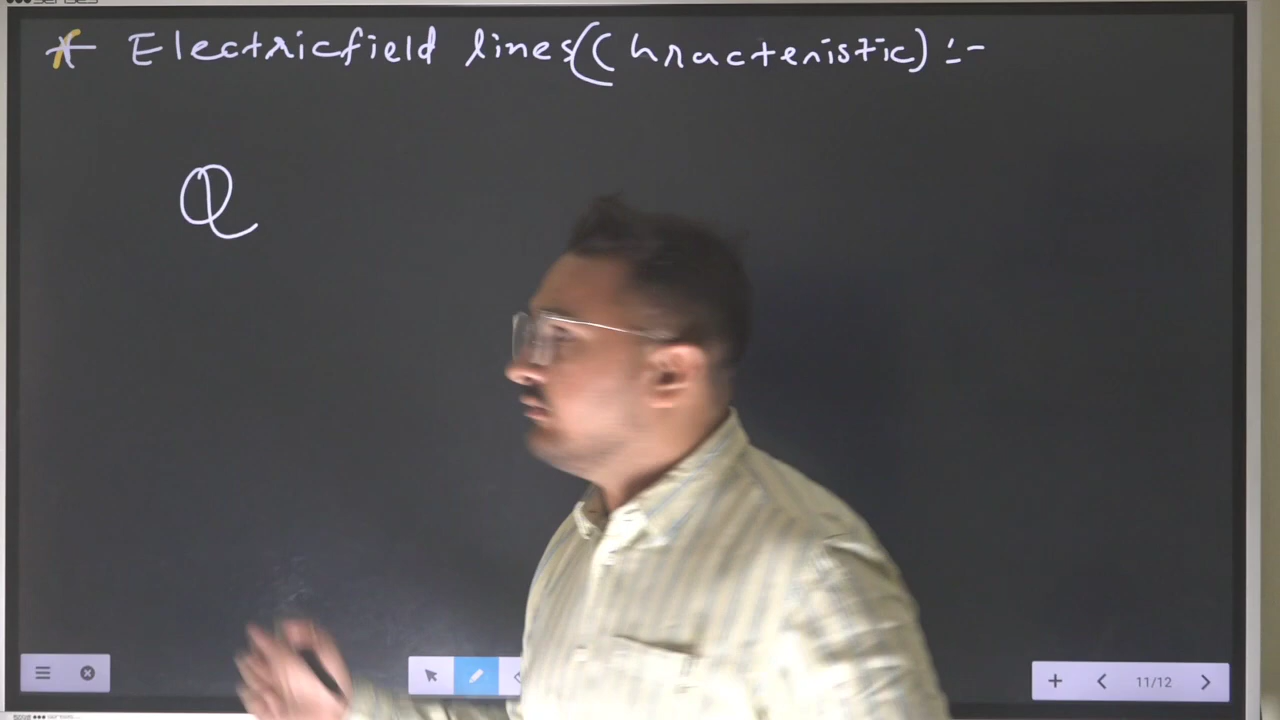 * Electricfield lines(Chracteristic) :-
Q
11/12